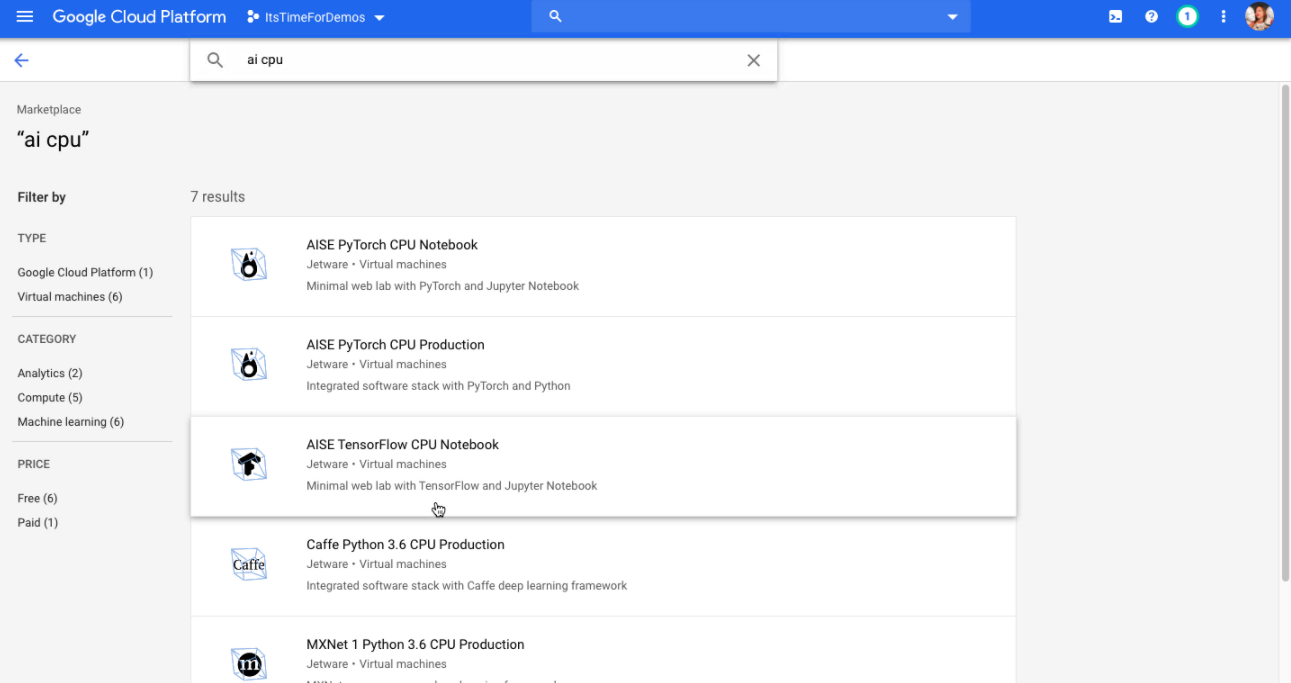 Google Cloud Platform ItsTimeForDemos 1
ai cpu
Marketplace
“ai cpu”
Filter by
7 results
TYPE
Google Cloud Platform (1)
Virtual machines (6)
CATEGORY
Analytics (2)
Compute (5)
Machine learning (6)
PRICE
Free (6)
Paid (1)
AISE PyTorch CPU Notebook
Jetware • Virtual machines
Minimal web lab with PyTorch and Jupyter Notebook
AISE PyTorch CPU Production
Jetware • Virtual machines
Integrated software stack with PyTorch and Python
AISE TensorFlow CPU Notebook
Jetware • Virtual machines
Minimal web lab with TensorFlow and Jupyter Notebook
Caffe
Caffe Python 3.6 CPU Production
Jetware • Virtual machines
Integrated software stack with Caffe deep learning framework
m
MXNet 1 Python 3.6 CPU Production
Jetware • Virtual machines